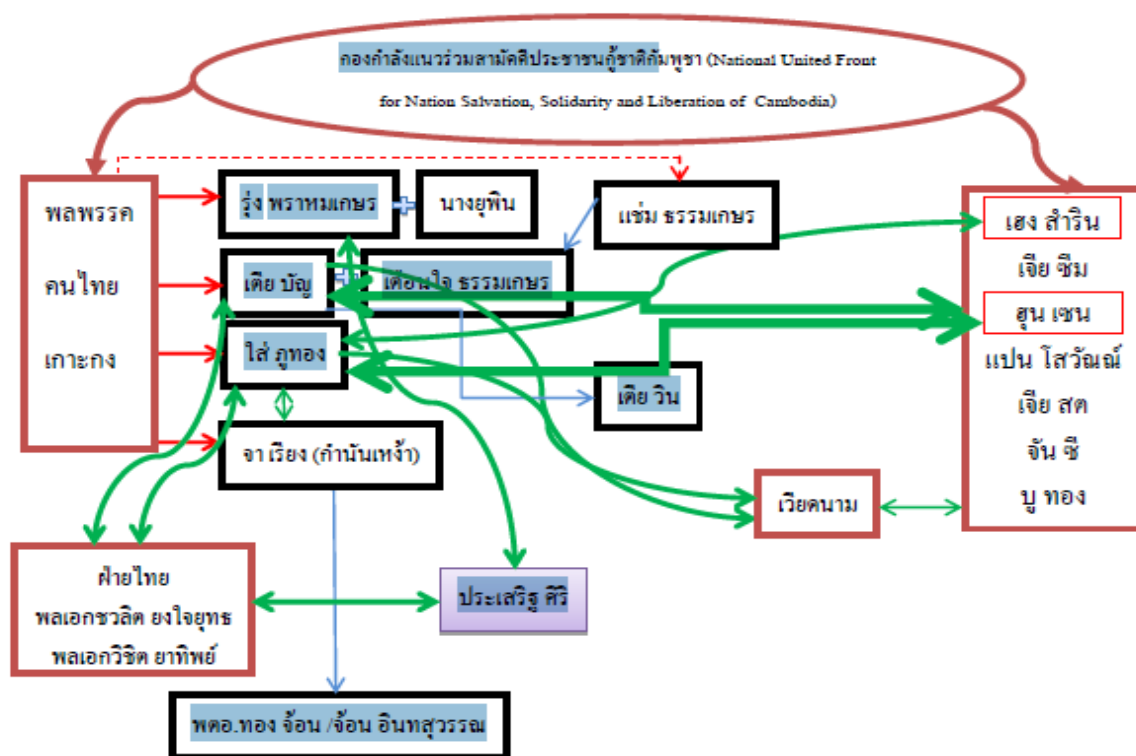 กองกำลังแนวร่วมสามัคคีประชาชนกู้ชาติกัมพูชา (National United Front
for Nation Salvation, Solidarity and Liberation of Cambodia)
พลพรรค
คนไทย
เกาะกง
รุ่ง พราหมเกษร
นางยุพิน
แช่ม ธรรมเกษร
เตีย บัญ
เตือนใจ ธรรมเกษร
ใส่ ภูทอง
เตีย วิน
จา เรียง (กำนันเหง้า)
เฮง สำริน
เจีย ซีม
ฮุน เซน
แปน โสวัณณ์
เจีย สต
จัน ซี
บู ทอง
เวียดนาม
ฝ่ายไทย
พลเอกชวลิต ยงใจยุทธ
พลเอกวิชิต ยาทิพย์
ประเสริฐ ศิริ
พตอ.ทอง จ้อน /จ้อน อินทสุวรรณ